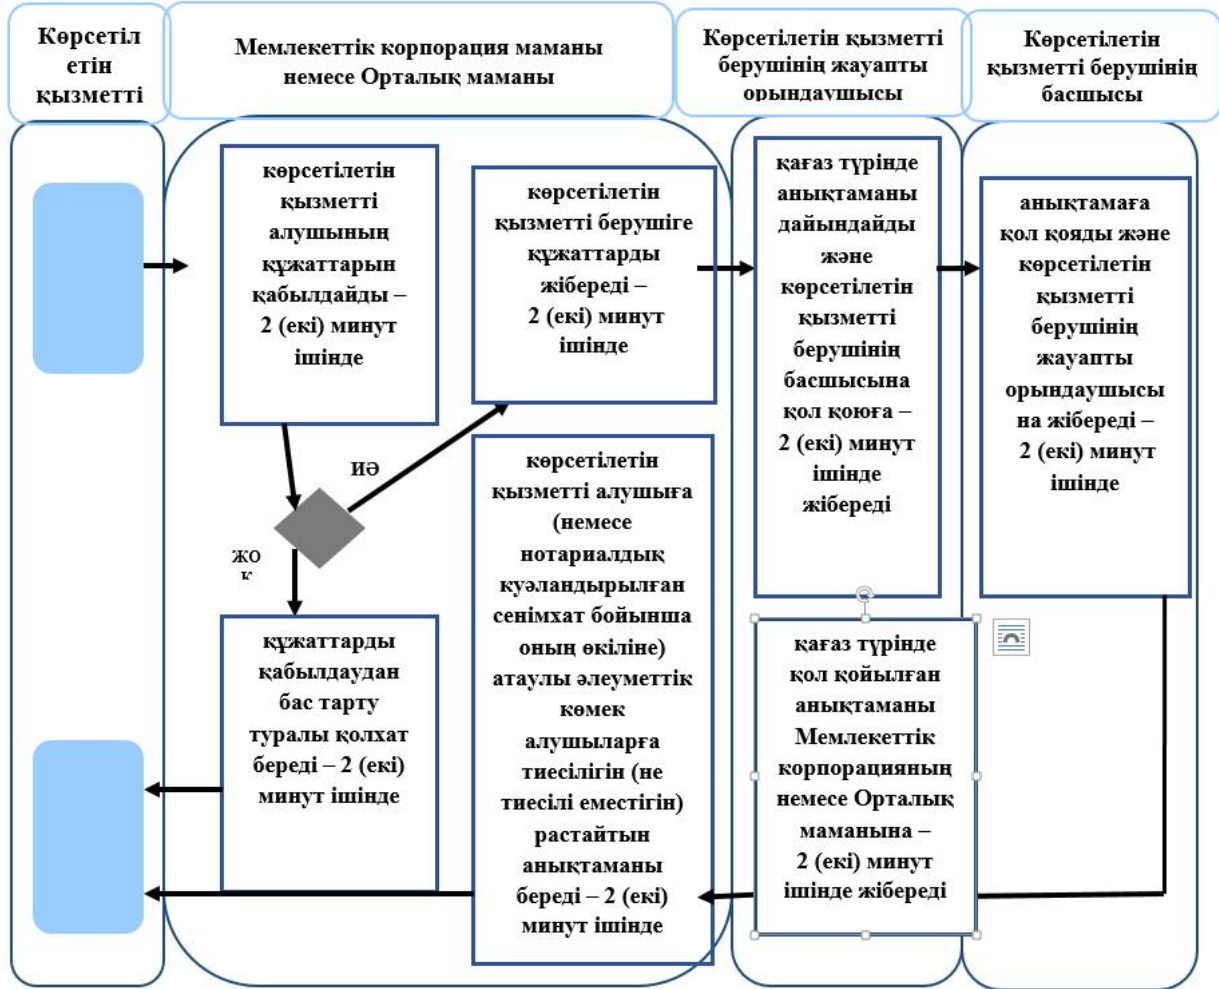 Көрсетіл
етін
қызметті
Мемлекеттік корпорация маманы
немесе Орталық маманы
Көрсетілетін қызметті
берушінің жауапты
орындаушысы
Көрсетілетін
қызметті берушінің
басшысы
көрсетілетін
қызметті
алушының
құжаттарын
қабылдайды –
2 (екі) минут
ішінде
көрсетілетін
қызметті берушіге
құжаттарды
жібереді –
2 (екі) минут
ішінде
қағаз түрінде
анықтаманы
дайындайды
және
көрсетілетін
қызметті
берушінің
басшысына
қол қоюға –
2 (екі) минут
ішінде
жібереді
анықтамаға
қол қояды және
көрсетілетін
қызметті
берушінің
жауапты
орындаушысы
на жібереді –
2 (екі) минут
ішінде
иә
жо
қ
құжаттарды
қабылдаудан
бас тарту
туралы қолхат
береді – 2 (екі)
минут ішінде
көрсетілетін
қызметті алушыға
(немесе
нотариалдық
куәландырылған
сенімхат бойынша
оның өкіліне)
атаулы әлеуметтік
көмек
алушыларға
тиесілігін (не
тиесілі еместігін)
растайтын
анықтаманы
береді – 2 (екі)
минут ішінде
қағаз түрінде
қол қойылған
анықтаманы
Мемлекеттік
корпорацияның
немесе Орталық
маманына –
2 (екі) минут
ішінде жібереді